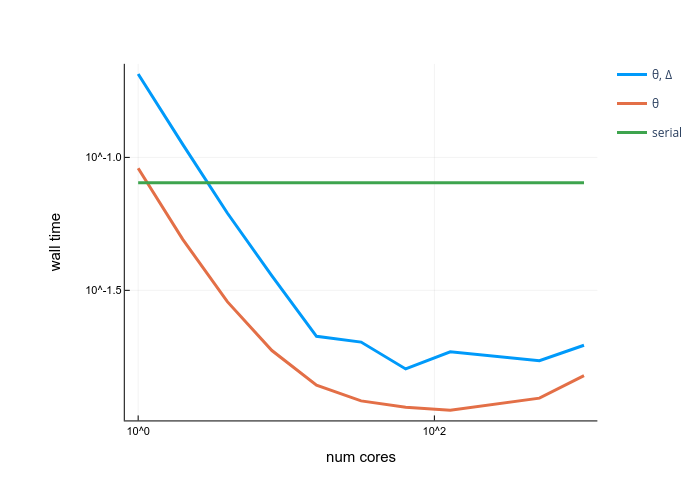 θ, Δ
θ
serial
wall time
10^-1.0
10^-1.5
10^0
10^2
num cores